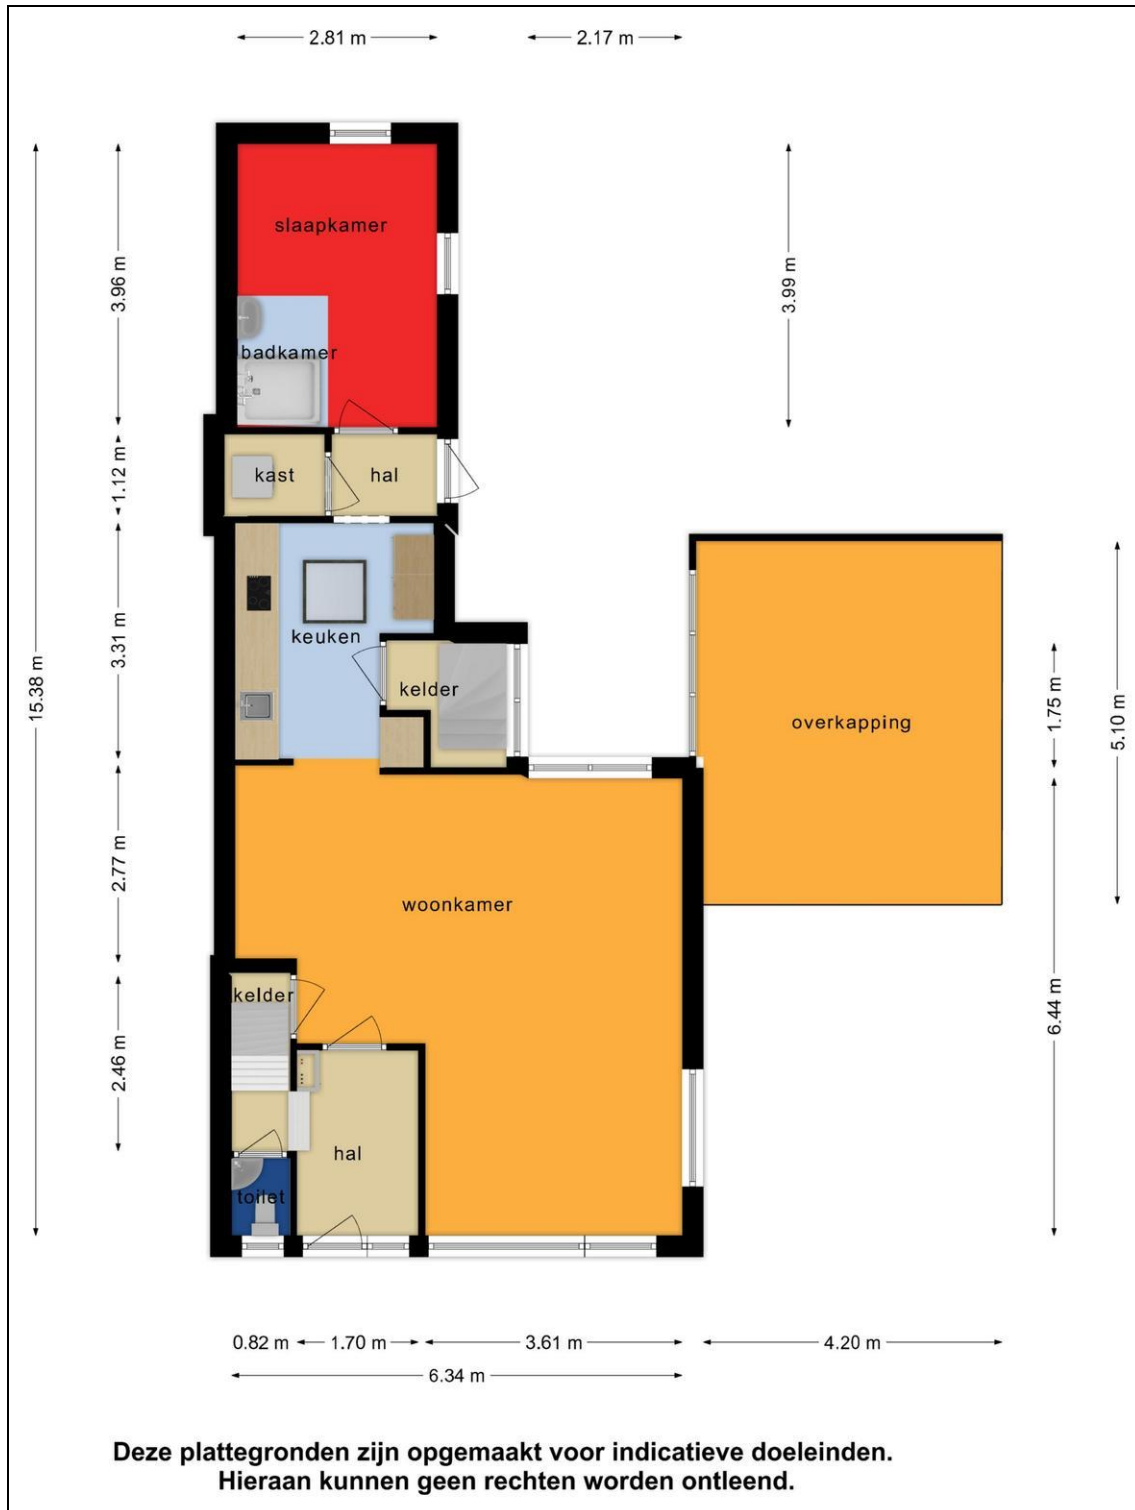 2.81 m
2.17 m
slaapkamer
3.96 m
3.99 m
badkamer
1.12 m
kast
hal
3.31 m
keuken
kelder
15.38 m
1.75 m
overkapping
5.10 m
2.77 m
woonkamer
kelder
6.44 m
2.46 m
hal
toilet
0.82 m
1.70 m
3.61 m
4.20 m
6.34 m
Deze plattegronden zijn opgemaakt voor indicatieve doeleinden.
Hieraan kunnen geen rechten worden ontleend.